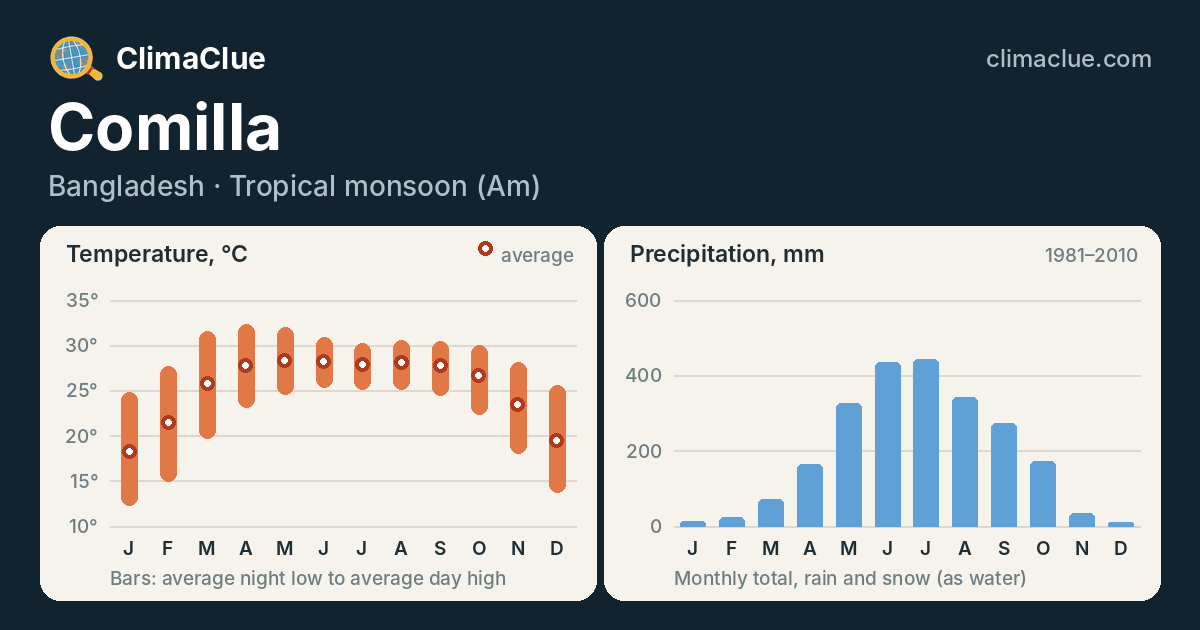 ClimaClue
climaclue.com
Comilla
Bangladesh · Tropical monsoon (Am)
Temperature, °C
average
35°
30°
25°
20°
15°
10°
J F M A M J J A S O N D
Bars: average night low to average day high
Precipitation, mm
1981–2010
600
400
200
0
J F M A M J J A S O N D
Monthly total, rain and snow (as water)